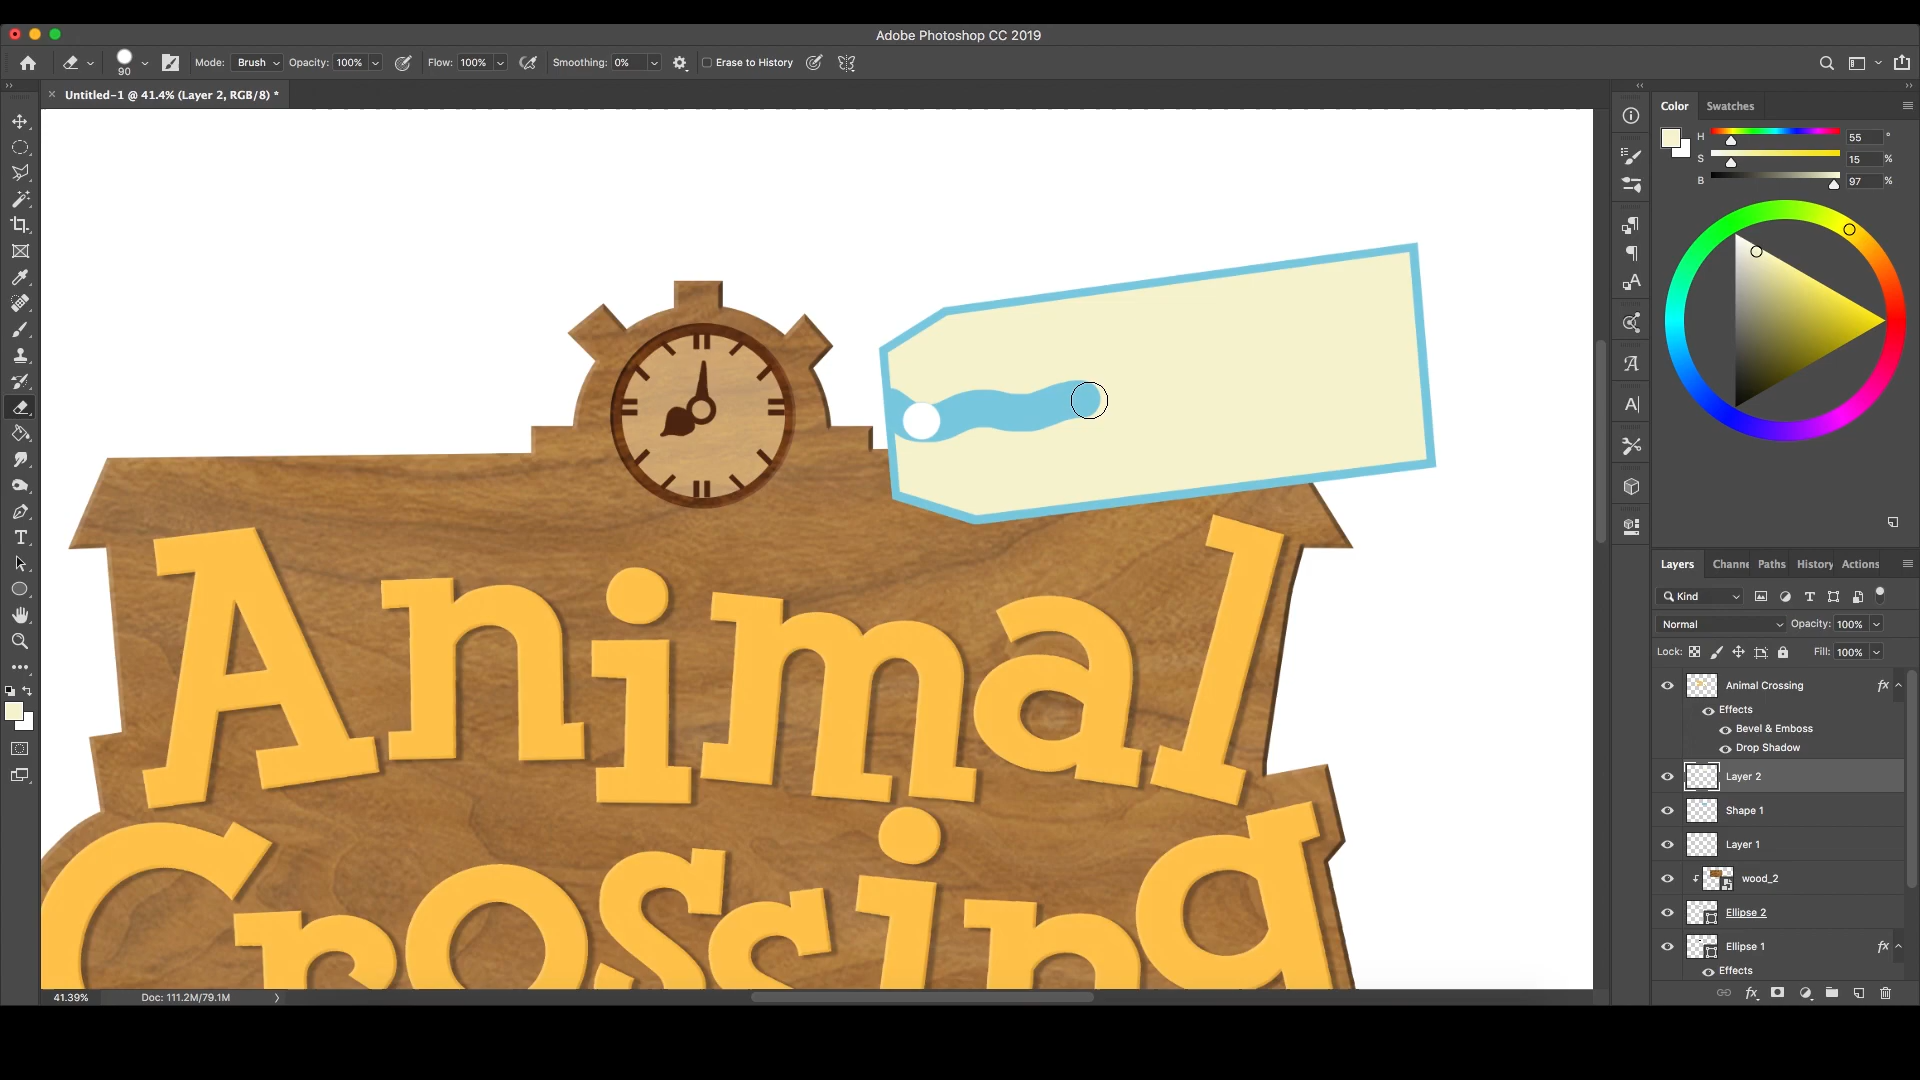 Adobe Photoshop CC 2019
90 Mode: Brush Opacity: 100% Flow: 100% Smoothing: 0% Erase to History
× Untitled-1 @ 41.4% (Layer 2, RGB/8) *
Color Swatches
H 55 °
S 15 %
B 97 %
Animal
Crossing
Layers Channe Paths History Actions
Kind
Normal Opacity: 100%
Lock: Fill: 100%
Animal Crossing fx
Effects
Bevel & Emboss
Drop Shadow
Layer 2
Shape 1
Layer 1
wood_2
Ellipse 2
Ellipse 1 fx
Effects
41.39% Doc: 111.2M/79.1M